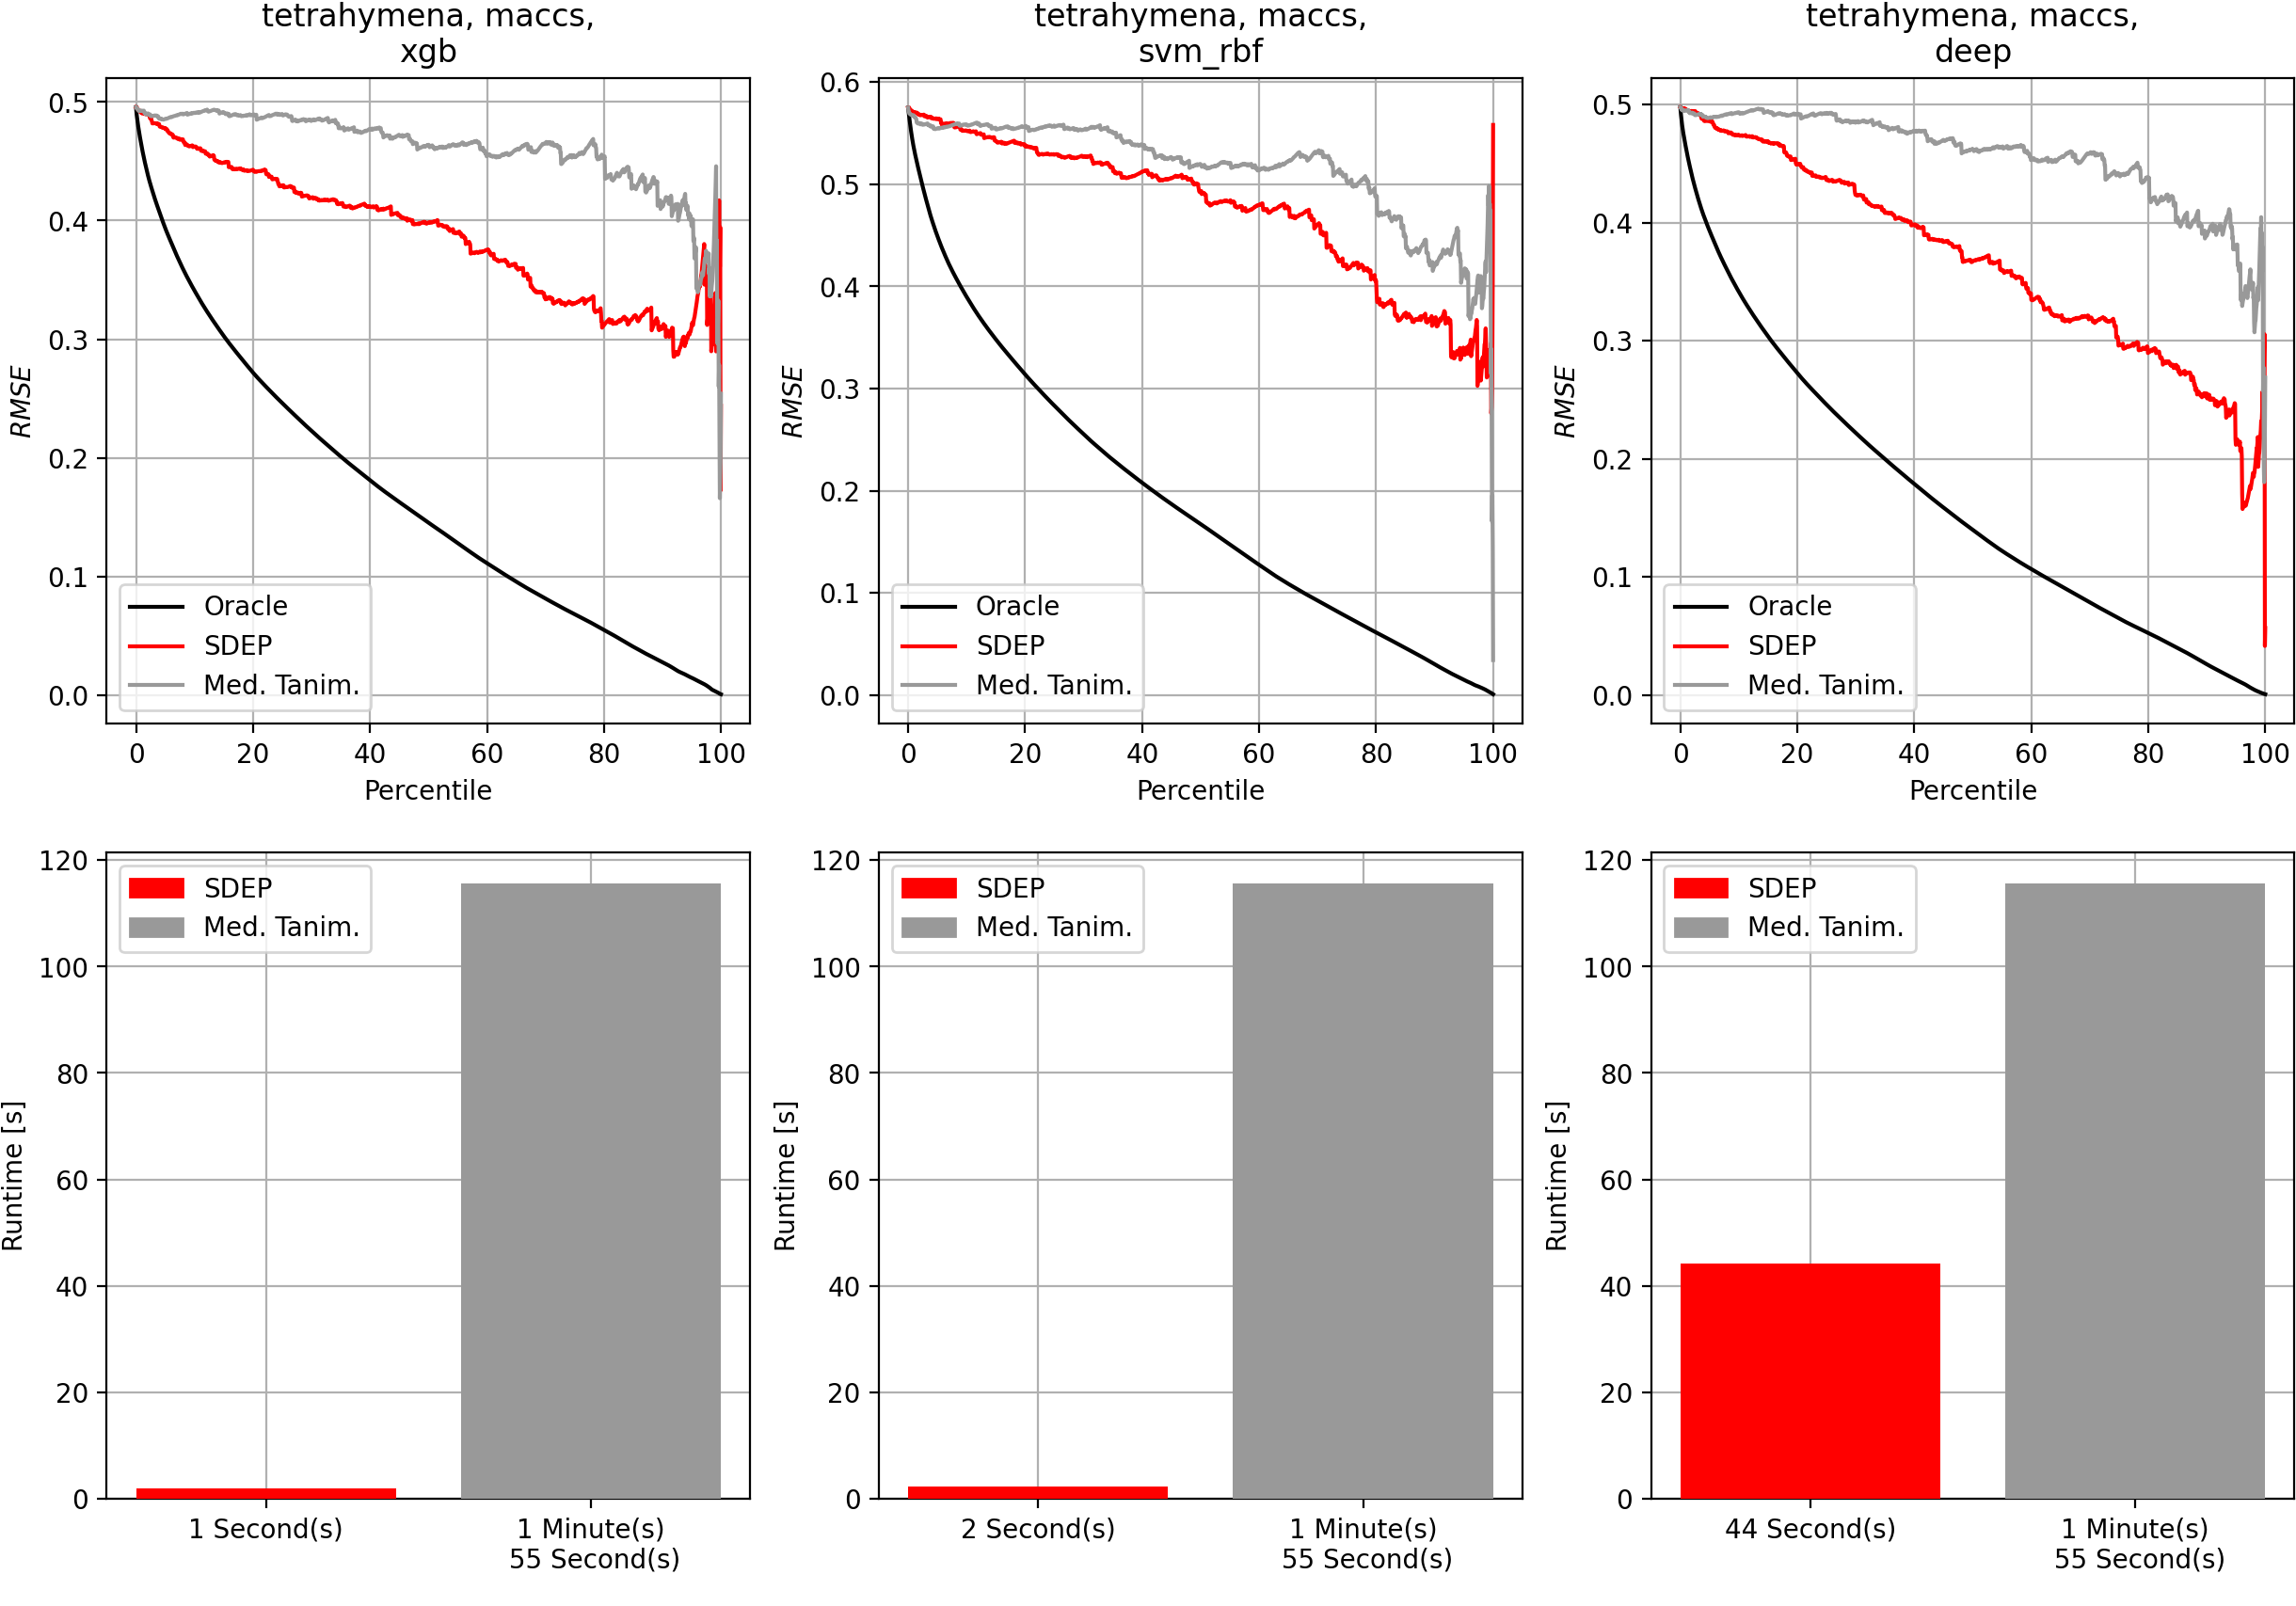 tetrahymena, maccs,
xgb
0.5
0.4
0.3
0.2
0.1
0.0
RMSE
Oracle
SDEP
Med. Tanim.
0 20 40 60 80 100
Percentile
tetrahymena, maccs,
svm_rbf
0.6
0.5
0.4
0.3
0.2
0.1
0.0
RMSE
Oracle
SDEP
Med. Tanim.
0 20 40 60 80 100
Percentile
tetrahymena, maccs,
deep
0.5
0.4
0.3
0.2
0.1
0.0
RMSE
Oracle
SDEP
Med. Tanim.
0 20 40 60 80 100
Percentile
120
100
80
60
40
20
0
Runtime [s]
SDEP
Med. Tanim.
1 Second(s)
1 Minute(s)
55 Second(s)
120
100
80
60
40
20
0
Runtime [s]
SDEP
Med. Tanim.
2 Second(s)
1 Minute(s)
55 Second(s)
120
100
80
60
40
20
0
Runtime [s]
SDEP
Med. Tanim.
44 Second(s)
1 Minute(s)
55 Second(s)